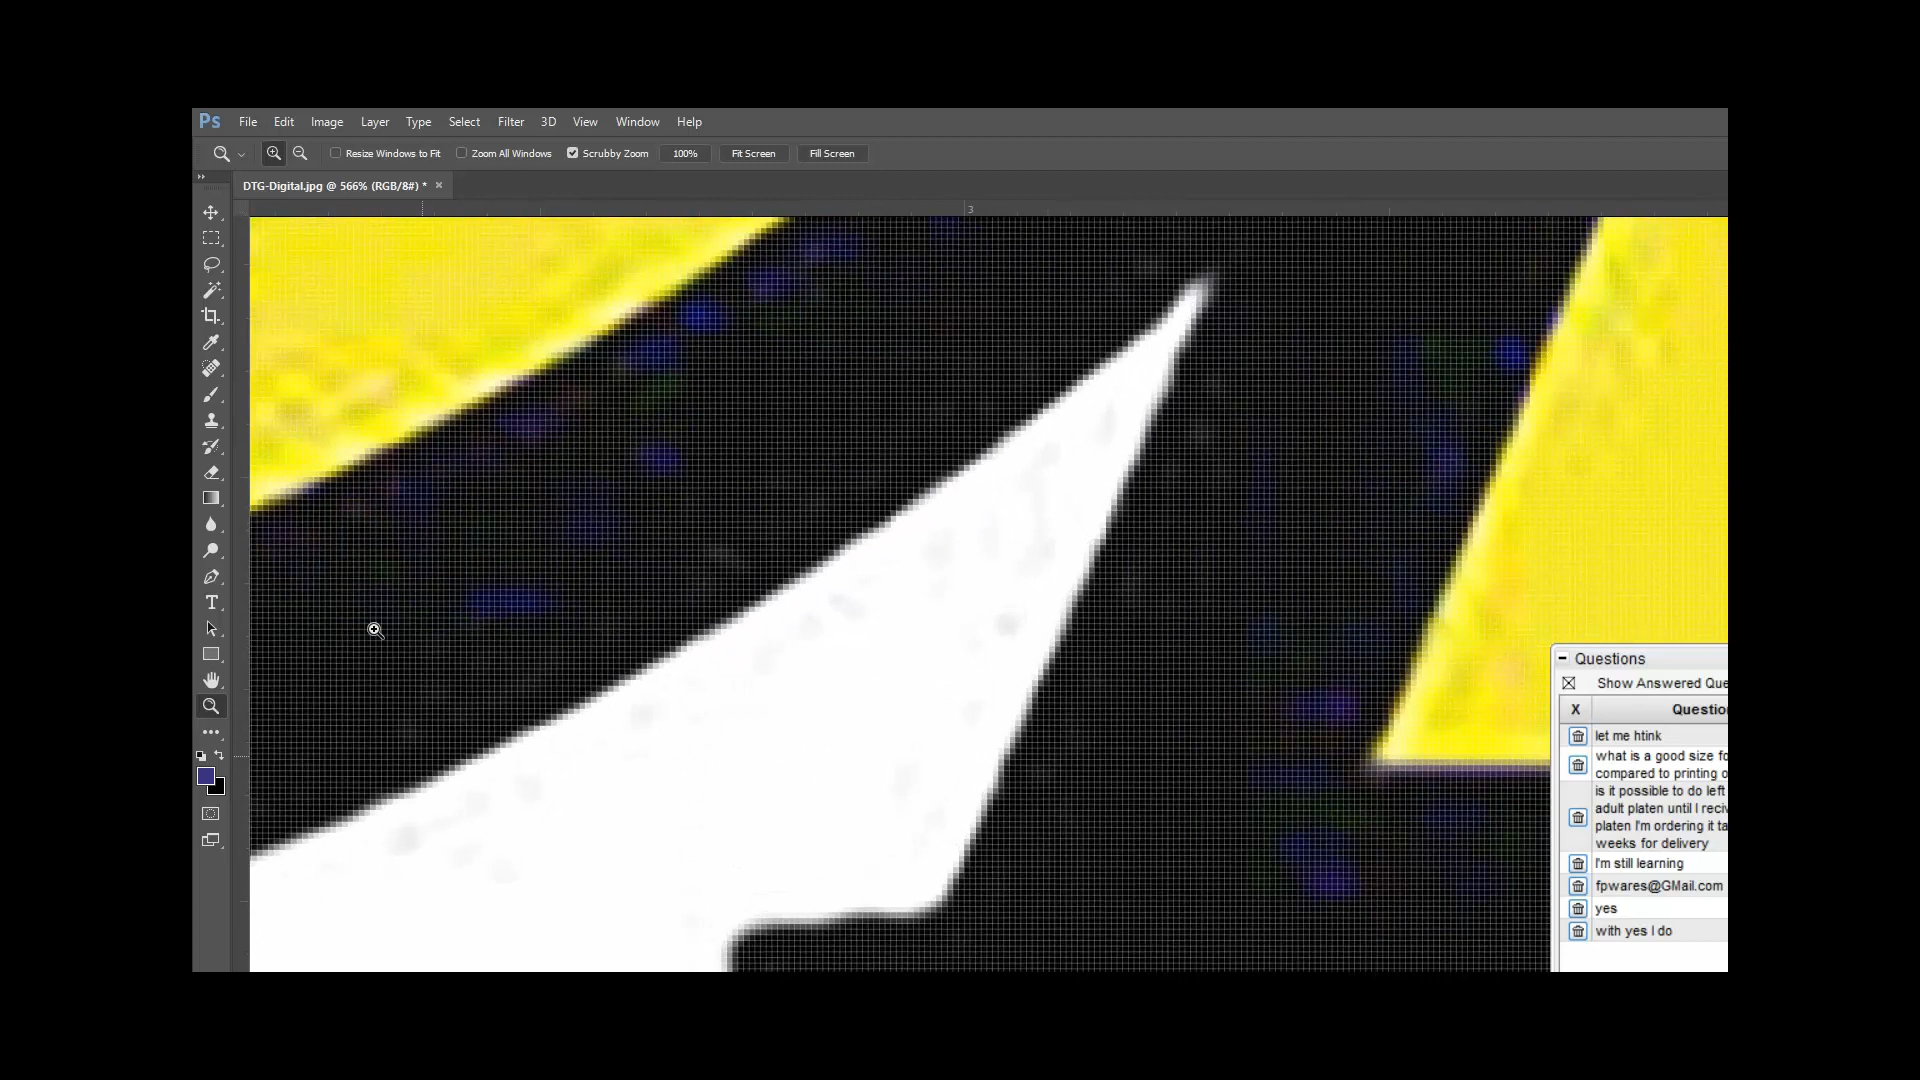 Ps File Edit Image Layer Type Select Filter 3D View Window Help
Resize Windows to Fit Zoom All Windows Scrubby Zoom 100% Fit Screen Fill Screen
DTG-Digital.jpg @ 566% (RGB/8#) * ×
3
T
Questions
Show Answered Que
X Questio
let me htink
what is a good size fo
compared to printing o
is it possible to do left
adult platen until I reciv
platen I'm ordering it ta
weeks for delivery
I'm still learning
fpwares@GMail.com
yes
with yes I do